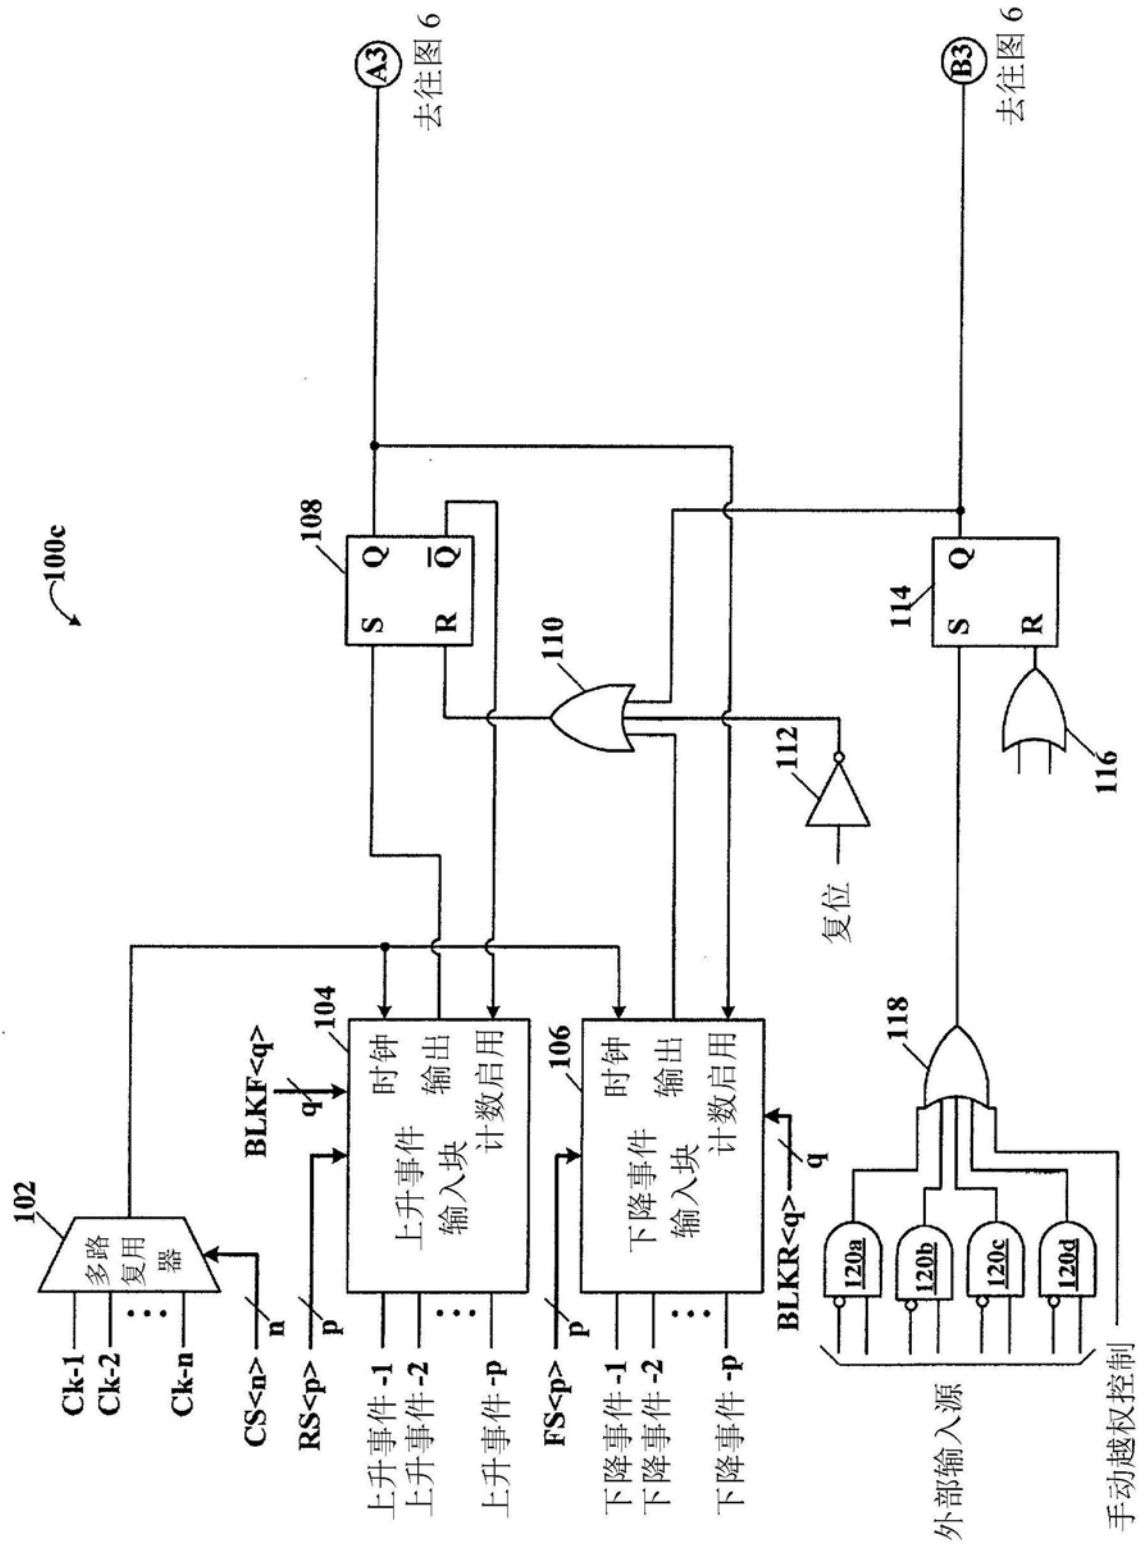 100c
102
多路
复用
器
Ck-1
Ck-2
Ck-n
CS<n>
n
RS<p>
p
BLKF<q>
q
104
上升事件
输入块
时钟
输出
计数启用
上升事件-1
上升事件-2
上升事件-p
FS<p>
p
106
下降事件
输入块
时钟
输出
计数启用
下降事件-1
下降事件-2
下降事件-p
BLKR<q>
q
108
S
Q
R
Q̅
110
112
复位
A3
去往图 6
114
S
Q
R
116
B3
去往图 6
118
120a
120b
120c
120d
外部输入源
手动越权控制